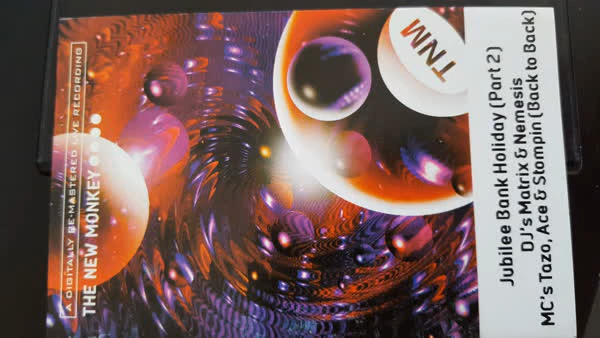 A DIGITALLY RE-MASTERED LIVE RECORDING
THE NEW MONKEY
TNM
Jubilee Bank Holiday (Part 2)
DJ's Matrix & Nemesis
MC's Tazo, Ace & Stompin (Back to Back)